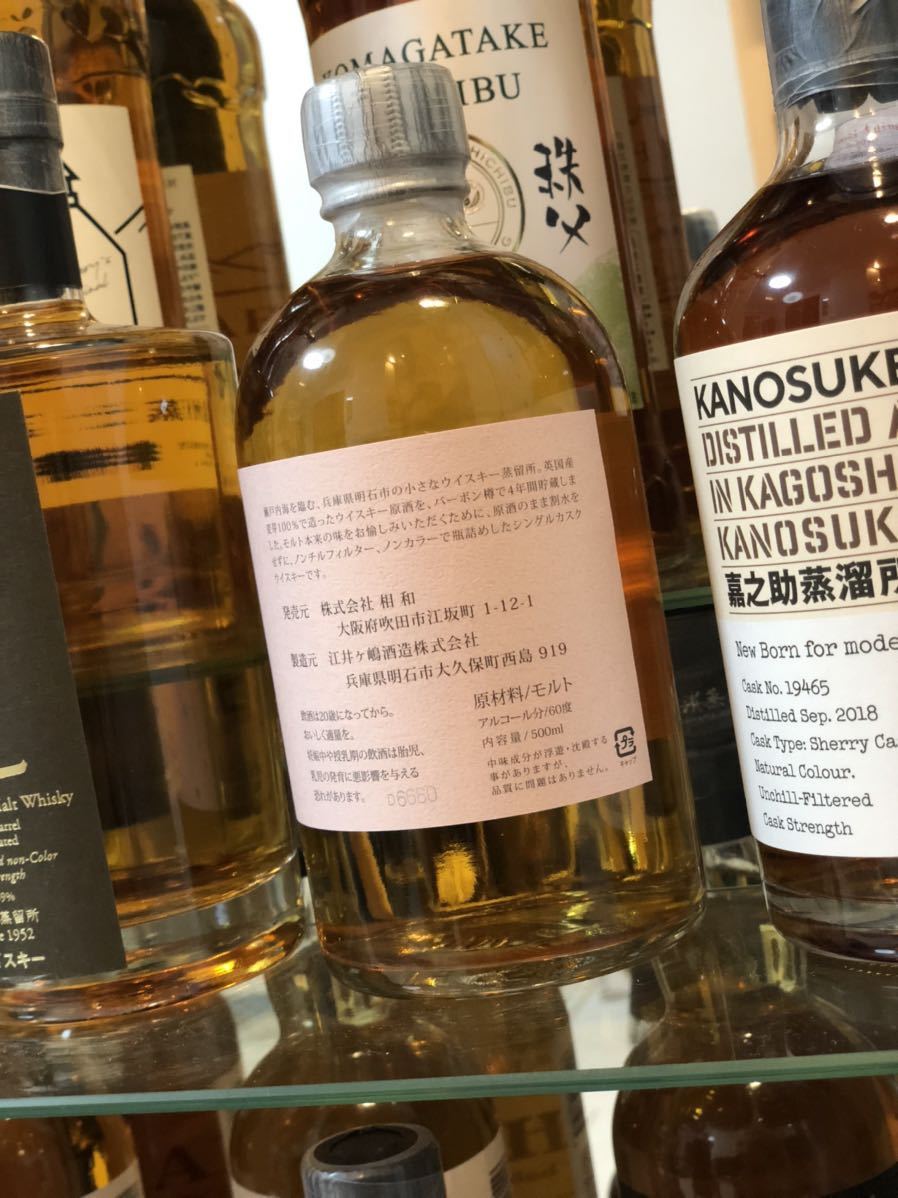 KOMAGATAKE
秩父
瀬戸内海を臨む、兵庫県明石市の小さなウイスキー蒸留所。英国産
麦芽100%で造ったウイスキー原酒を、バーボン樽で4年間貯蔵しま
した。モルト本来の味をお愉しみいただくために、原酒のまま割水を
せずに、ノンチルフィルター、ノンカラーで瓶詰めしたシングルカスク
ウイスキーです。
発売元 株式会社 相和
大阪府吹田市江坂町 1-12-1
製造元 江井ヶ嶋酒造株式会社
兵庫県明石市大久保町西島 919
飲酒は20歳になってから。
おいしく適量を。
妊娠中や授乳期の飲酒は胎児、
乳児の発育に悪影響を与える
恐れがあります。
D6660
原材料/モルト
アルコール分/60度
内容量/500ml
中味成分が浮遊・沈殿する
事がありますが、
品質に問題はありません。
プラ
キャップ
KANOSUKE
DISTILLED A
IN KAGOSH
KANOSUK
嘉之助蒸溜所
New Born for mode
Cask No. 19465
Distilled Sep. 2018
Cask Type: Sherry Ca
Natural Colour.
Unchill-Filtered
Cask Strength
alt Whisky
arrel
ated
d non-Color
rength
9%
蒸留所
e 1952
スキー